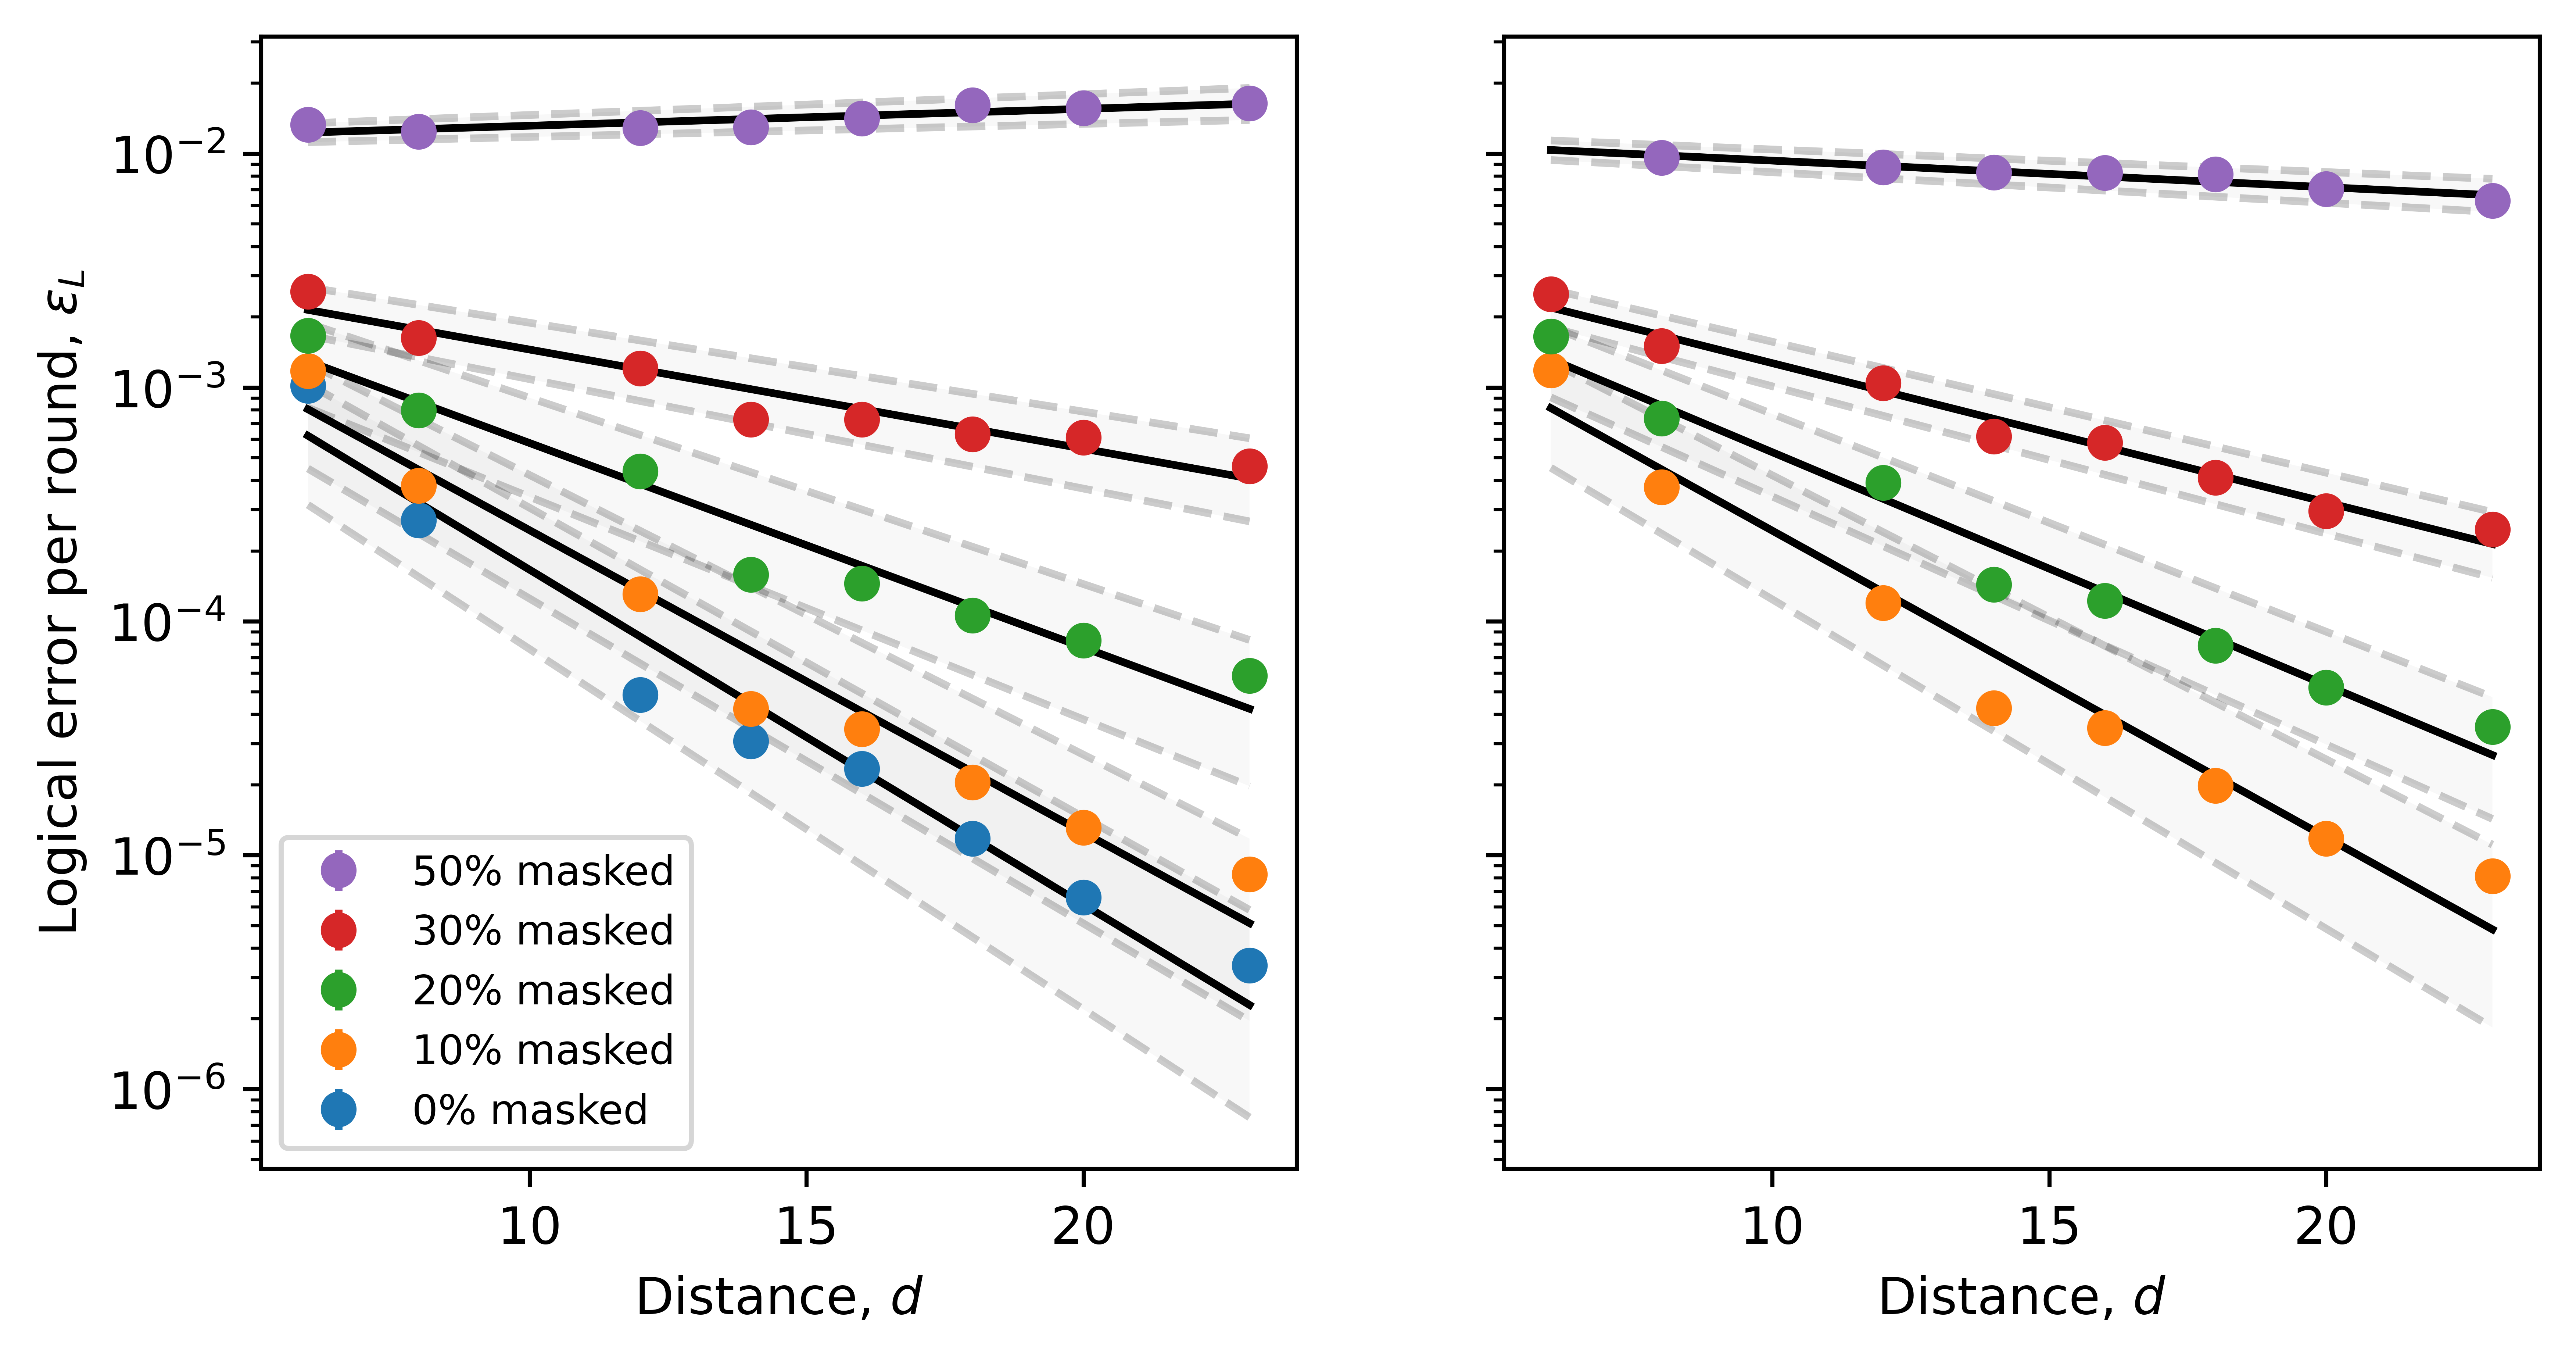 Logical error per round, ε_L
10⁻²
10⁻³
10⁻⁴
10⁻⁵
10⁻⁶
50% masked
30% masked
20% masked
10% masked
0% masked
10 15 20
Distance, d
10 15 20
Distance, d